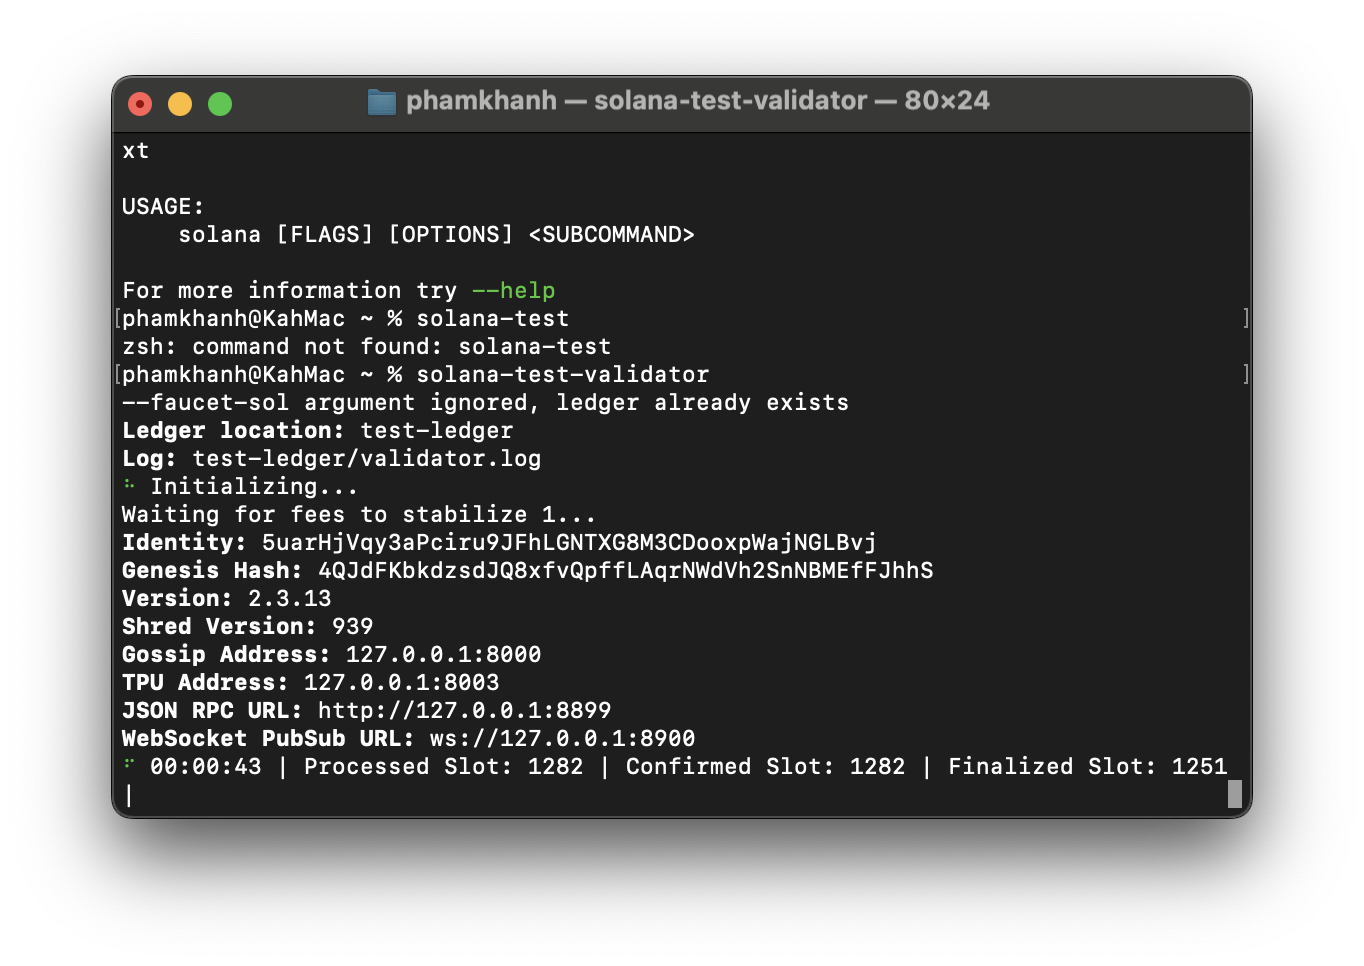 phamkhanh — solana-test-validator — 80×24
xt
USAGE:
    solana [FLAGS] [OPTIONS] <SUBCOMMAND>
For more information try --help
[phamkhanh@KahMac ~ % solana-test ]
zsh: command not found: solana-test
[phamkhanh@KahMac ~ % solana-test-validator ]
--faucet-sol argument ignored, ledger already exists
Ledger location: test-ledger
Log: test-ledger/validator.log
⠓ Initializing...
Waiting for fees to stabilize 1...
Identity: 5uarHjVqy3aPciru9JFhLGNTXG8M3CDooxpWajNGLBvj
Genesis Hash: 4QJdFKbkdzsdJQ8xfvQpffLAqrNWdVh2SnNBMEfFJhhS
Version: 2.3.13
Shred Version: 939
Gossip Address: 127.0.0.1:8000
TPU Address: 127.0.0.1:8003
JSON RPC URL: http://127.0.0.1:8899
WebSocket PubSub URL: ws://127.0.0.1:8900
⠋ 00:00:43 | Processed Slot: 1282 | Confirmed Slot: 1282 | Finalized Slot: 1251
|